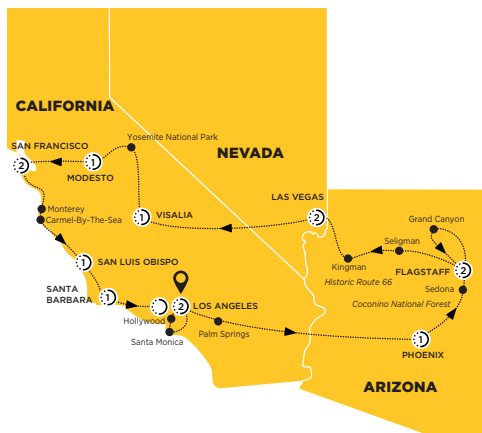 CALIFORNIA
Yosemite National Park
SAN FRANCISCO
2
1
MODESTO
NEVADA
LAS VEGAS
2
Monterey
Carmel-By-The-Sea
1
VISALIA
Grand Canyon
Seligman
Kingman
Historic Route 66
2
FLAGSTAFF
Sedona
Coconino National Forest
1
SAN LUIS OBISPO
SANTA
BARBARA
1
2
LOS ANGELES
Hollywood
Santa Monica
Palm Springs
1
PHOENIX
ARIZONA